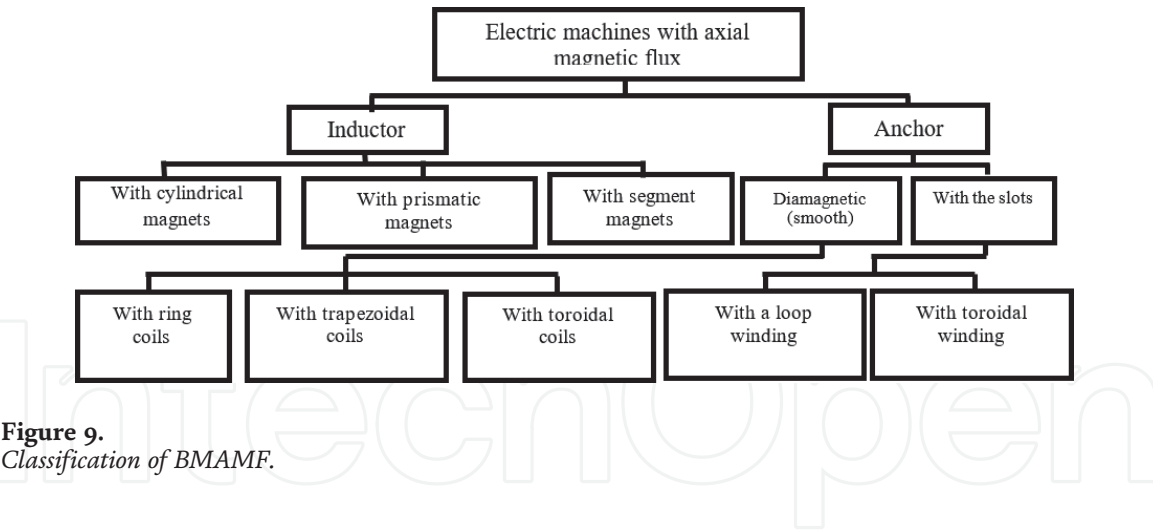 Electric machines with axial
magnetic flux
Inductor
Anchor
With cylindrical
magnets
With prismatic
magnets
With segment
magnets
Diamagnetic
(smooth)
With the slots
With ring
coils
With trapezoidal
coils
With toroidal
coils
With a loop
winding
With toroidal
winding
IntechOpen
Figure 9.
Classification of BMAMF.